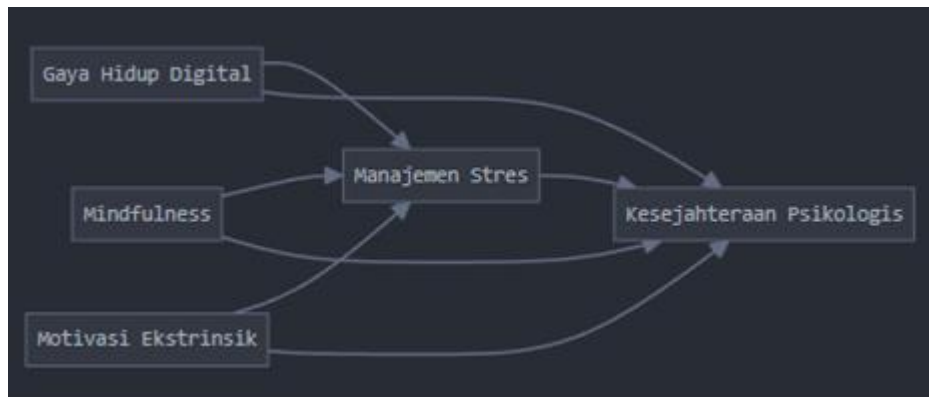 Gaya Hidup Digital
Manajemen Stres
Mindfulness
Kesejahteraan Psikologis
Motivasi Ekstrinsik